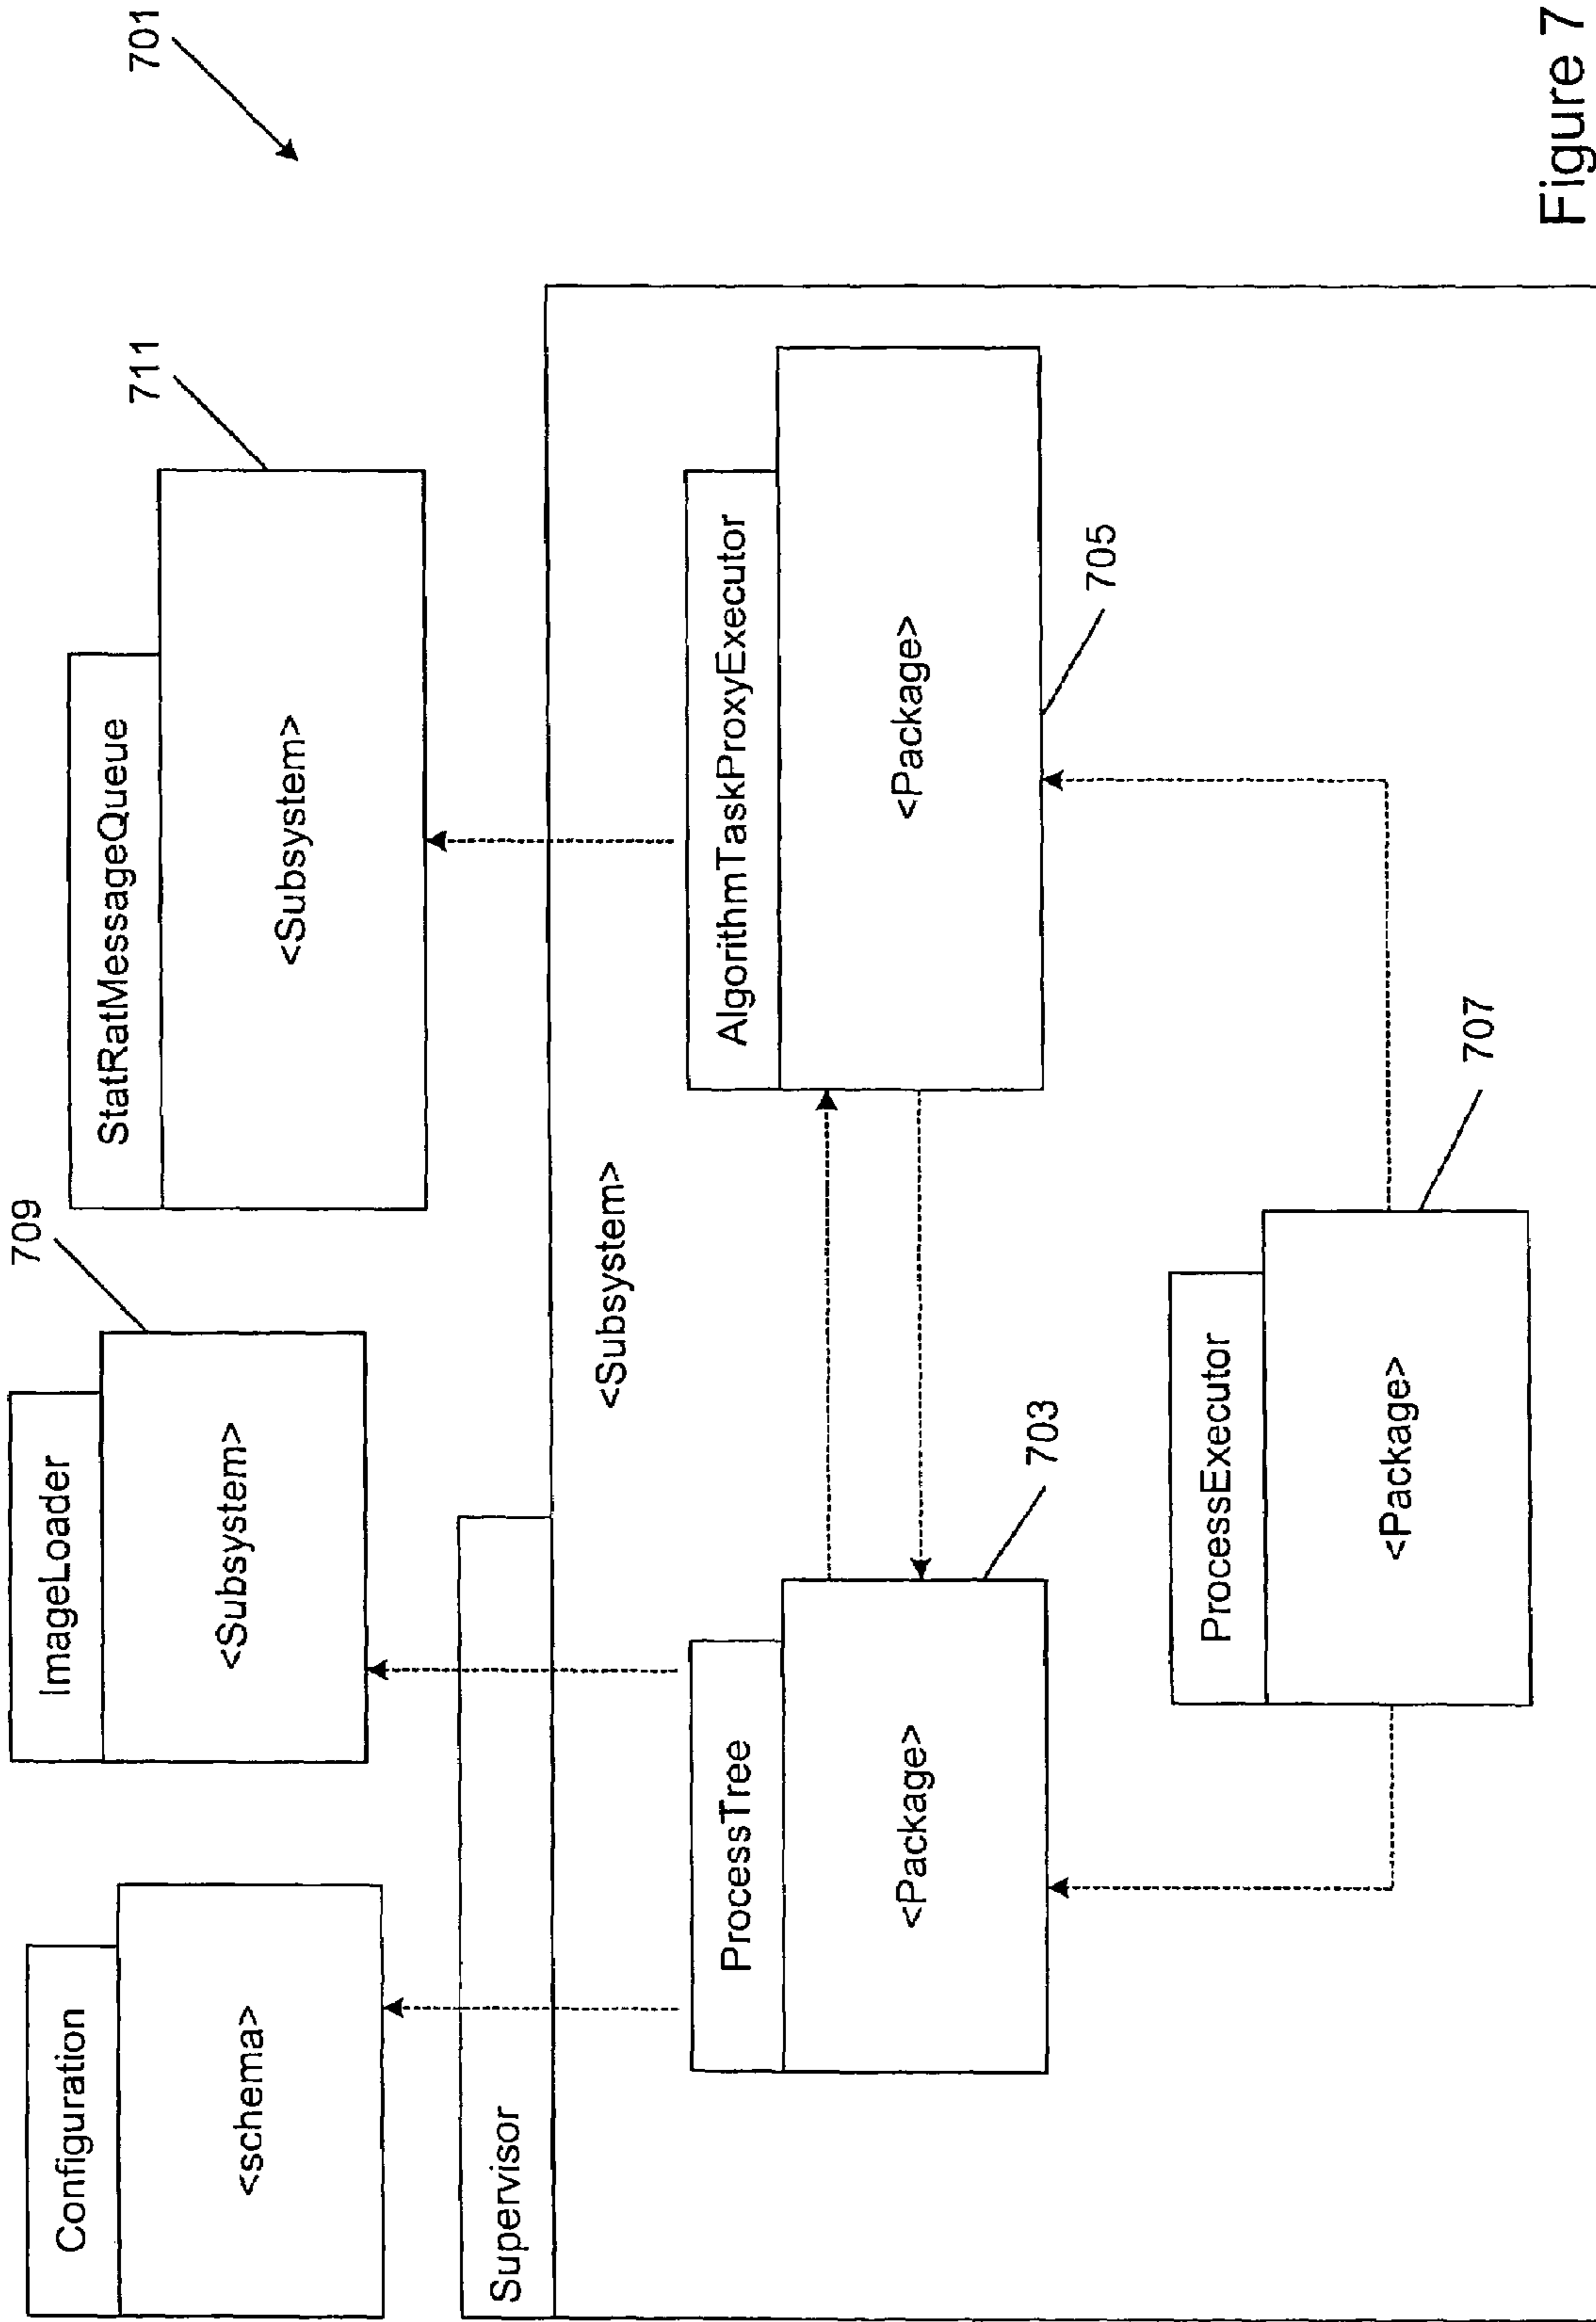 701
709
711
Configuration
<schema>
ImageLoader
<Subsystem>
StatRatMessageQueue
<Subsystem>
Supervisor
<Subsystem>
ProcessTree
<Package>
703
AlgorithmTaskProxyExecutor
<Package>
705
ProcessExecutor
<Package>
707
Figure 7